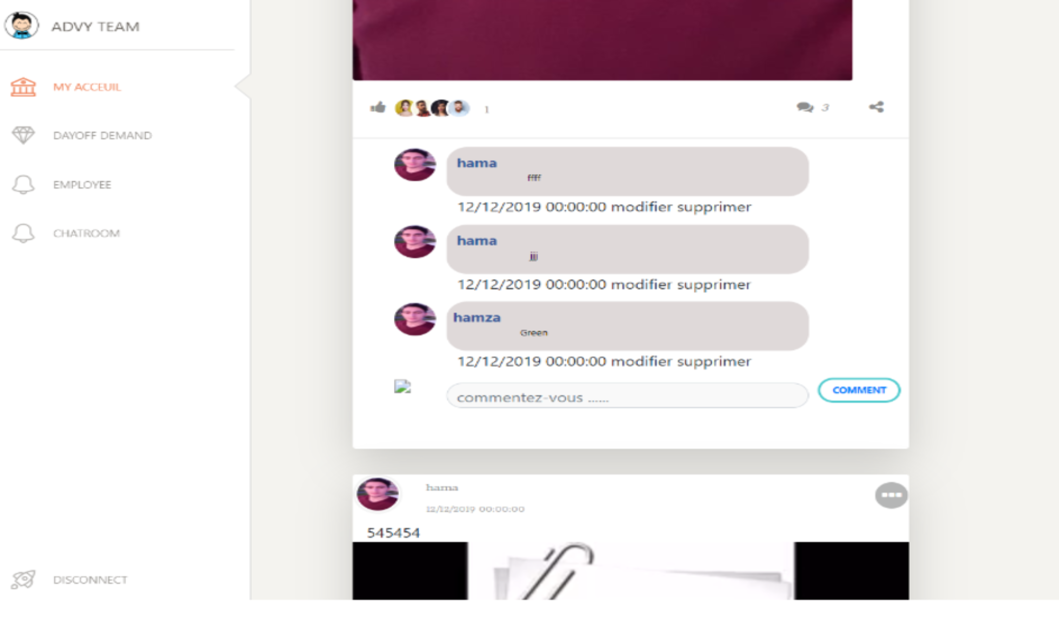 ADVY TEAM
MY ACCEUIL
DAYOFF DEMAND
EMPLOYEE
CHATROOM
DISCONNECT
1
3
hama
ffff
12/12/2019 00:00:00 modifier supprimer
hama
jjjj
12/12/2019 00:00:00 modifier supprimer
hamza
Green
12/12/2019 00:00:00 modifier supprimer
commentez-vous ......
COMMENT
hama
12/12/2019 00:00:00
545454